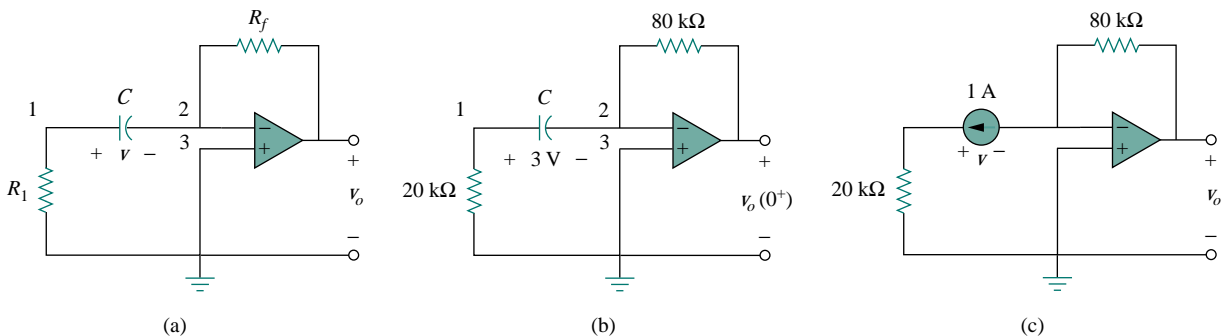 R_f
1
C
2
3
+ v −
−
+
R_1
+
v_o
−
(a)
80 kΩ
1
C
2
3
+ 3 V −
−
+
20 kΩ
+
v_o (0⁺)
−
(b)
80 kΩ
1 A
+ v −
−
+
20 kΩ
+
v_o
−
(c)